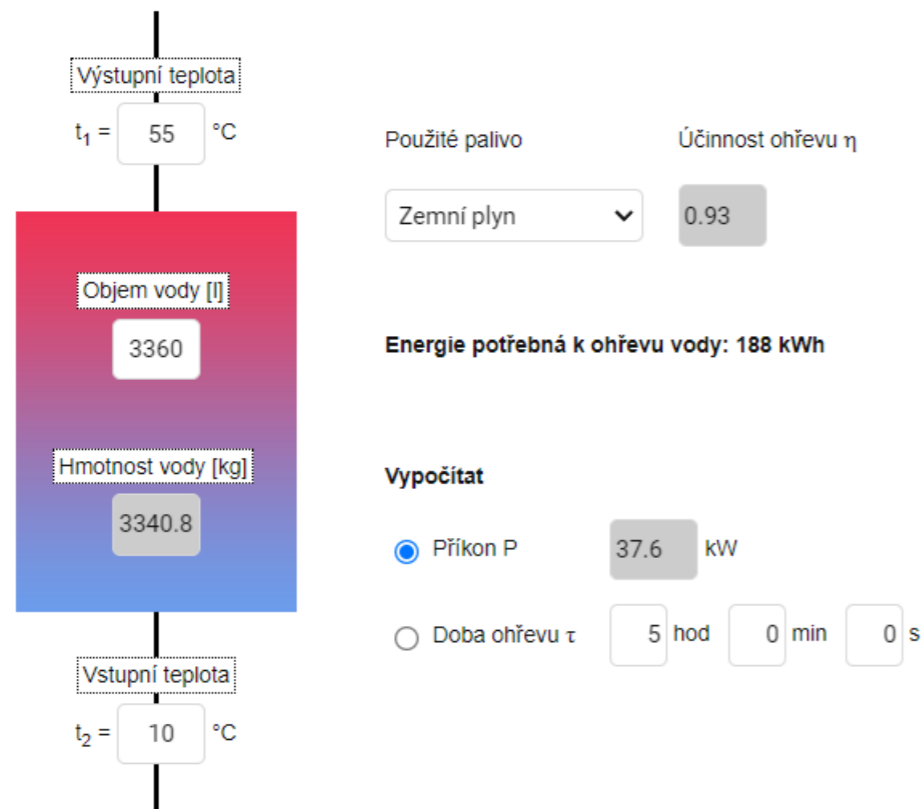 Výstupní teplota
t₁ = 55 °C
Použité palivo
Účinnost ohřevu η
Zemní plyn
0.93
Objem vody [l]
3360
Energie potřebná k ohřevu vody: 188 kWh
Hmotnost vody [kg]
3340.8
Vypočítat
Příkon P 37.6 kW
Doba ohřevu τ 5 hod 0 min 0 s
Vstupní teplota
t₂ = 10 °C